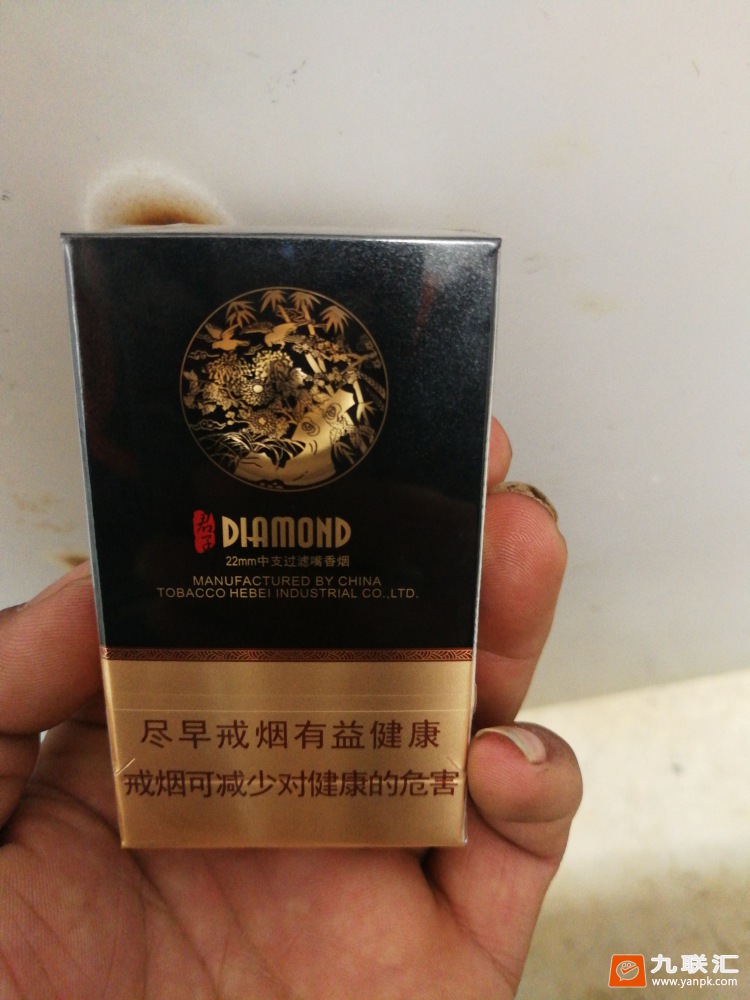 君子 DIAMOND
22mm中支过滤嘴香烟
MANUFACTURED BY CHINA
TOBACCO HEBEI INDUSTRIAL CO.,LTD.
尽早戒烟有益健康
戒烟可减少对健康的危害
九联汇
www.yanpk.com